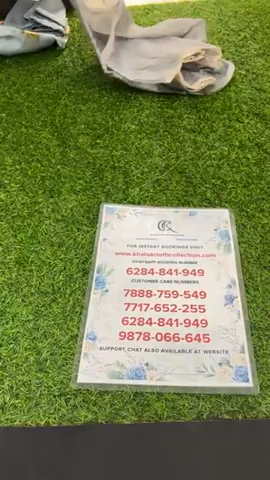 FOR INSTANT BOOKINGS VISIT
www.khalsaclothcollection.com
WHATSAPP BOOKING NUMBER
6284-841-949
CUSTOMER CARE NUMBERS
7888-759-549
7717-652-255
6284-841-949
9878-066-645
SUPPORT CHAT ALSO AVAILABLE AT WEBSITE